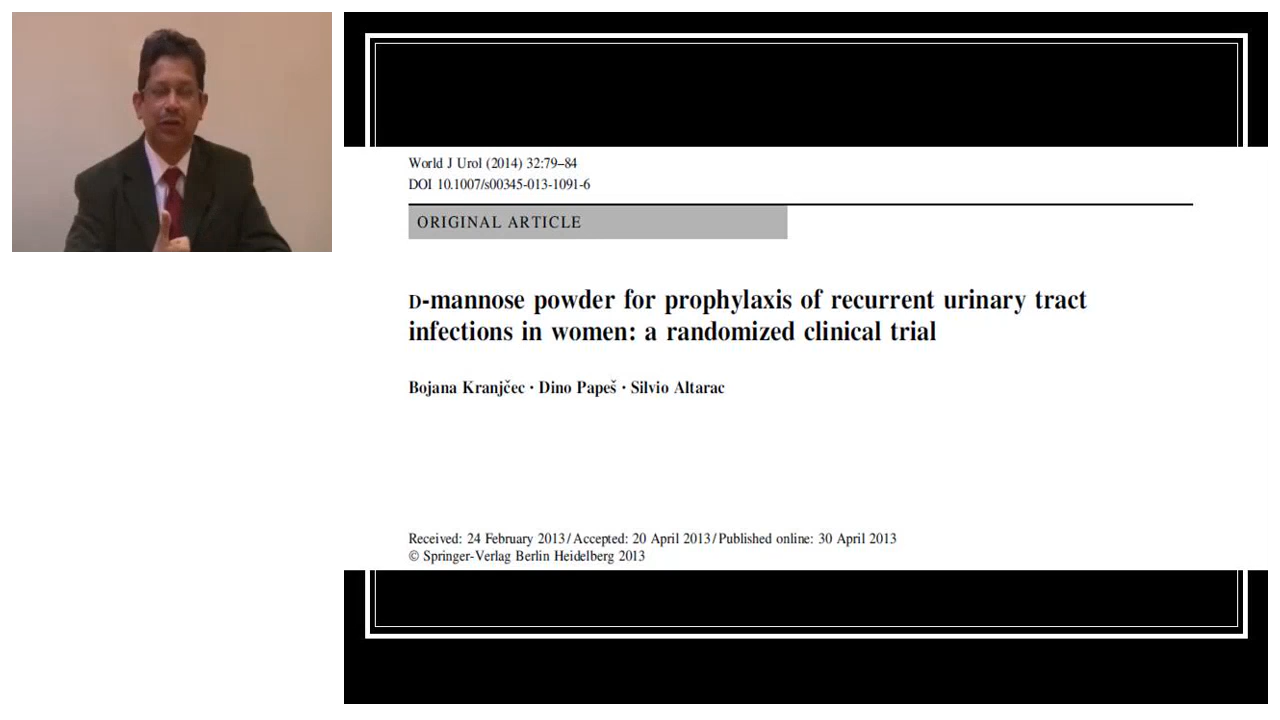 World J Urol (2014) 32:79–84
DOI 10.1007/s00345-013-1091-6
ORIGINAL ARTICLE
D-mannose powder for prophylaxis of recurrent urinary tract
infections in women: a randomized clinical trial
Bojana Kranjčec · Dino Papeš · Silvio Altarac
Received: 24 February 2013 / Accepted: 20 April 2013 / Published online: 30 April 2013
© Springer-Verlag Berlin Heidelberg 2013